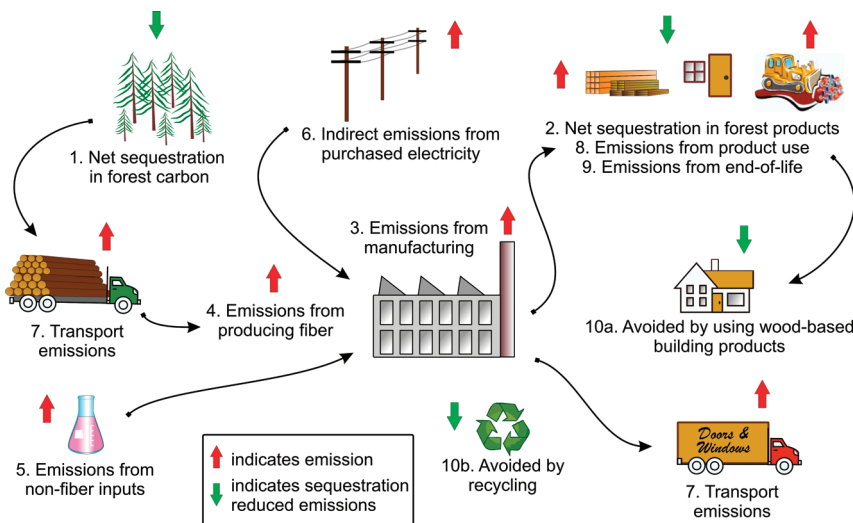 1. Net sequestration
in forest carbon
6. Indirect emissions from
purchased electricity
2. Net sequestration in forest products
8. Emissions from product use
9. Emissions from end-of-life
3. Emissions from
manufacturing
7. Transport
emissions
4. Emissions from
producing fiber
10a. Avoided by using wood-based
building products
5. Emissions from
non-fiber inputs
indicates emission
indicates sequestration
reduced emissions
10b. Avoided by
recycling
Doors &
Windows
7. Transport
emissions